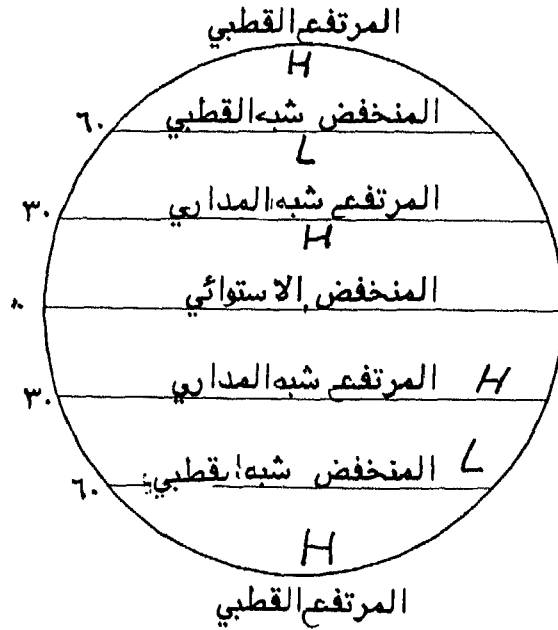 المرتفع القطبي
H
المنخفض شبه القطبي
٦٠
L
المرتفع شبه المداري
٣٠
H
المنخفض الاستوائي
٠
المرتفع شبه المداري H
٣٠
المنخفض شبه القطبي L
٦٠
H
المرتفع القطبي